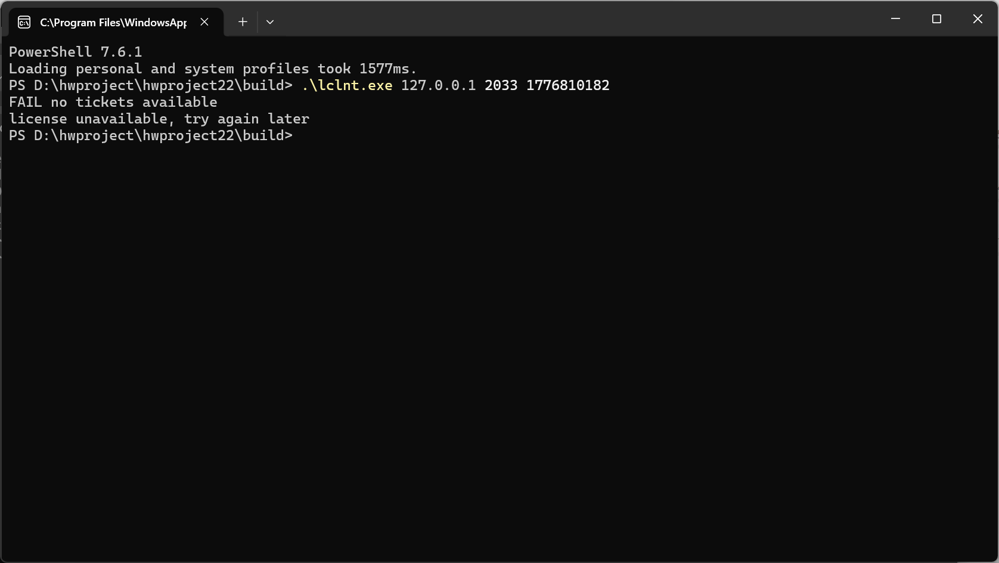 C:\Program Files\WindowsApp
PowerShell 7.6.1
Loading personal and system profiles took 1577ms.
PS D:\hwproject\hwproject22\build> .\lclnt.exe 127.0.0.1 2033 1776810182
FAIL no tickets available
license unavailable, try again later
PS D:\hwproject\hwproject22\build>